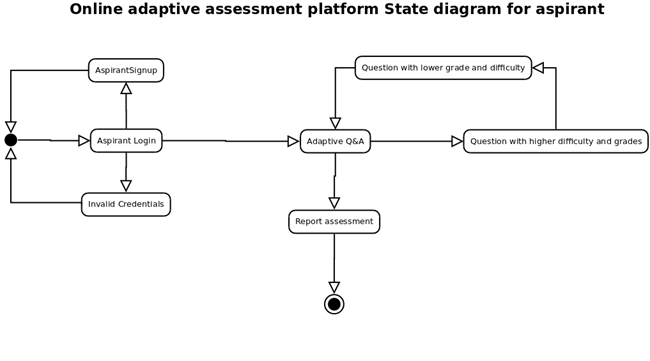 Online adaptive assessment platform State diagram for aspirant
AspirantSignup
Question with lower grade and difficulty
Aspirant Login
Adaptive Q&A
Question with higher difficulty and grades
Invalid Credentials
Report assessment